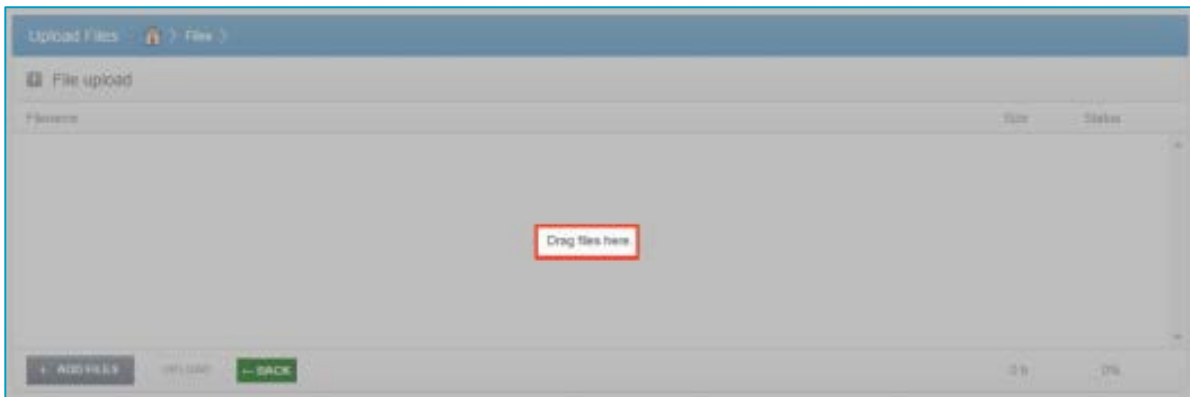 Upload Files > Files >
File upload
Filename Size Status
Drag files here.
+ ADD FILES UPLOAD ← BACK 0 b 0%